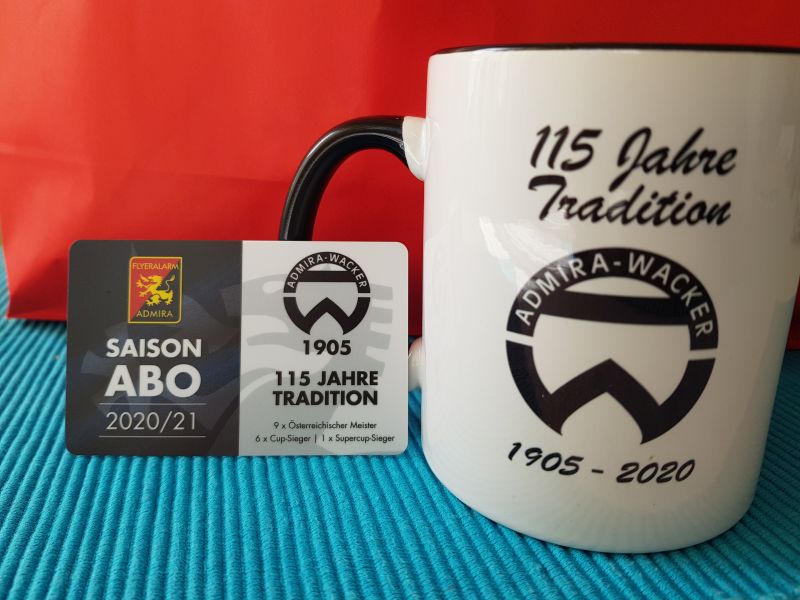 FLYERALARM
ADMIRA
SAISON
ABO
2020/21
ADMIRA-WACKER
1905
115 JAHRE
TRADITION
9 x Österreichischer Meister
6 x Cup-Sieger | 1 x Supercup-Sieger
115 Jahre
Tradition
ADMIRA-WACKER
1905 - 2020